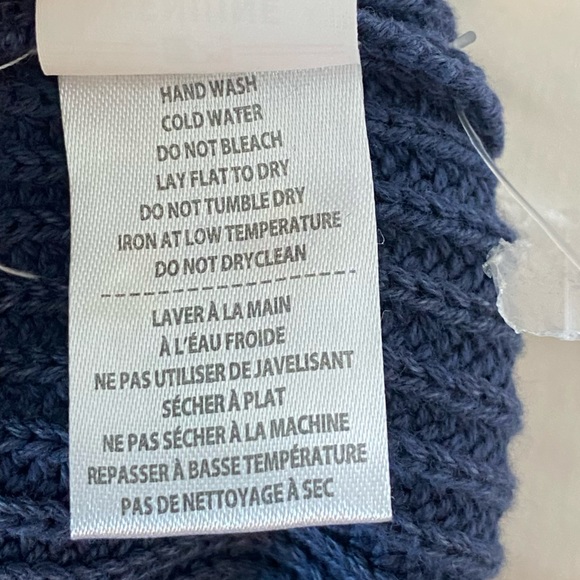 HAND WASH
COLD WATER
DO NOT BLEACH
LAY FLAT TO DRY
DO NOT TUMBLE DRY
IRON AT LOW TEMPERATURE
DO NOT DRYCLEAN
LAVER À LA MAIN
À L'ÉAU FROIDE
NE PAS UTILISER DE JAVELISANT
SÉCHER À PLAT
NE PAS SÉCHER À LA MACHINE
REPASSER À BASSE TEMPÉRATURE
PAS DE NETTOYAGE À SEC